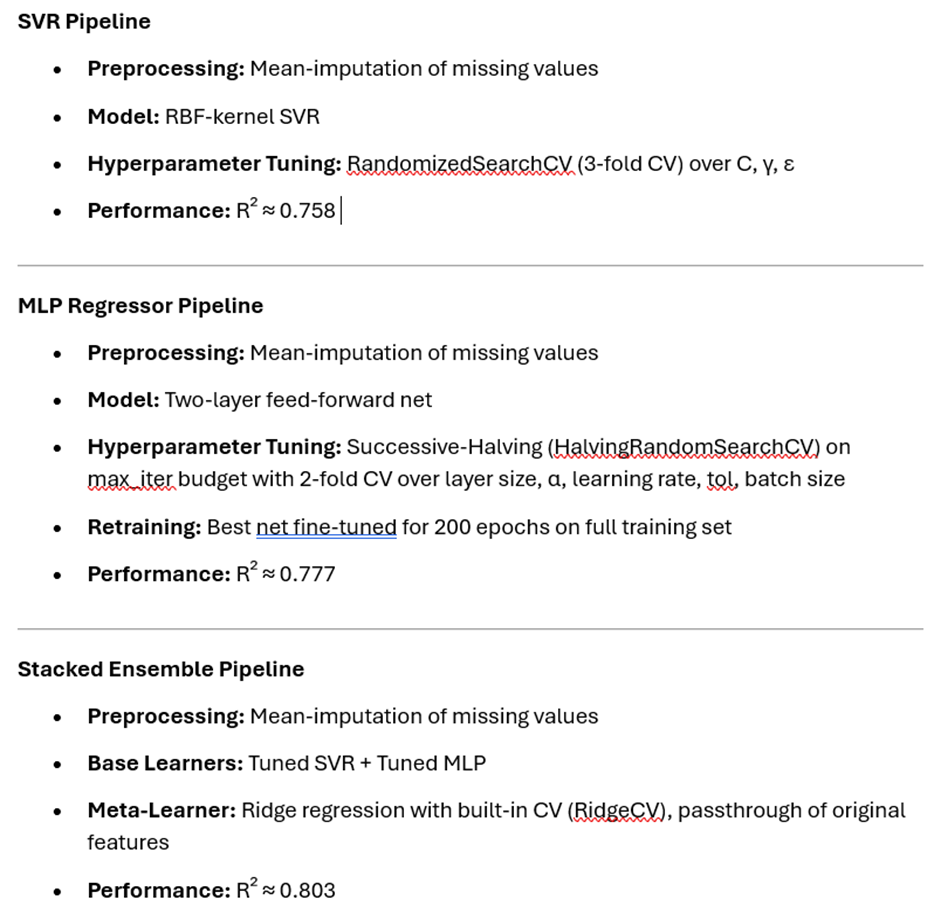 SVR Pipeline
• Preprocessing: Mean-imputation of missing values
• Model: RBF-kernel SVR
• Hyperparameter Tuning: RandomizedSearchCV (3-fold CV) over C, γ, ε
• Performance: R² ≈ 0.758
MLP Regressor Pipeline
• Preprocessing: Mean-imputation of missing values
• Model: Two-layer feed-forward net
• Hyperparameter Tuning: Successive-Halving (HalvingRandomSearchCV) on
max_iter budget with 2-fold CV over layer size, α, learning rate, tol, batch size
• Retraining: Best net fine-tuned for 200 epochs on full training set
• Performance: R² ≈ 0.777
Stacked Ensemble Pipeline
• Preprocessing: Mean-imputation of missing values
• Base Learners: Tuned SVR + Tuned MLP
• Meta-Learner: Ridge regression with built-in CV (RidgeCV), passthrough of original
features
• Performance: R² ≈ 0.803